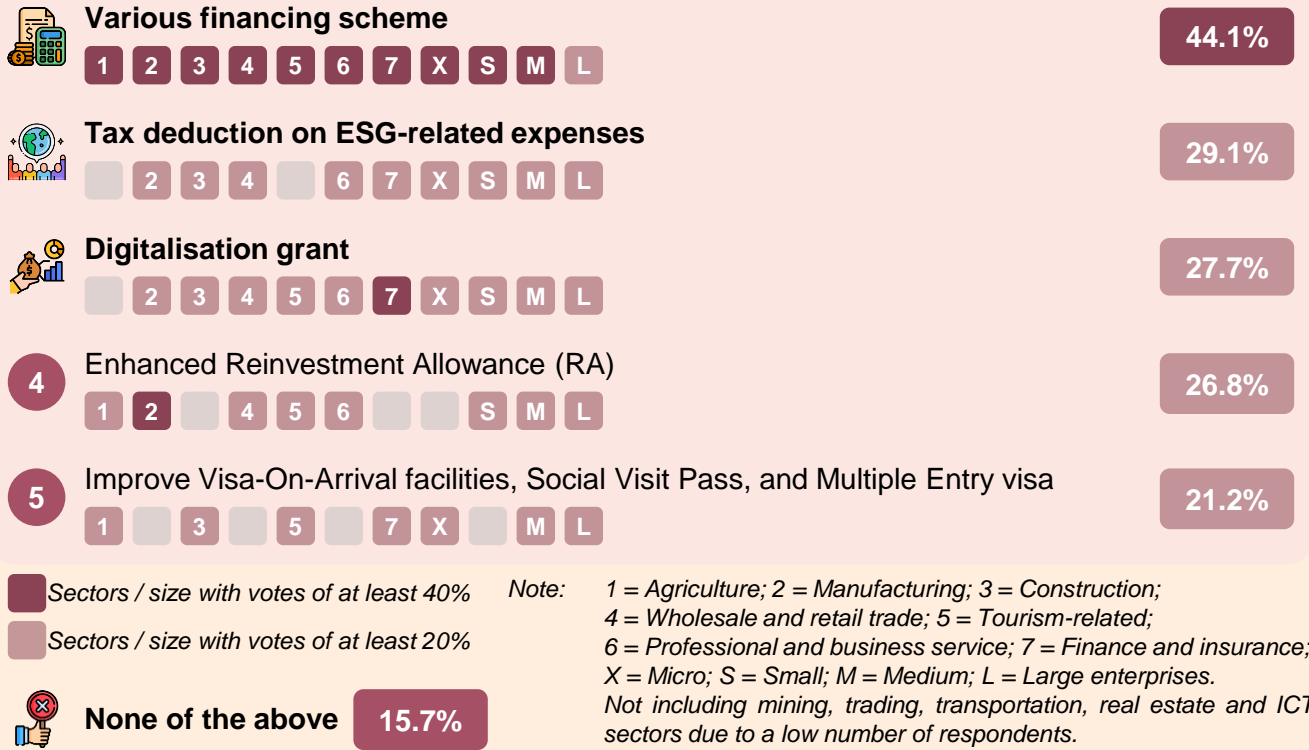 Various financing scheme
44.1%
1 2 3 4 5 6 7 X S M L
Tax deduction on ESG-related expenses
29.1%
2 3 4 6 7 X S M L
Digitalisation grant
27.7%
2 3 4 5 6 7 X S M L
4
Enhanced Reinvestment Allowance (RA)
26.8%
1 2 4 5 6 S M L
5
Improve Visa-On-Arrival facilities, Social Visit Pass, and Multiple Entry visa
21.2%
1 3 5 7 X M L
Sectors / size with votes of at least 40%
Sectors / size with votes of at least 20%
Note:
1 = Agriculture; 2 = Manufacturing; 3 = Construction;
4 = Wholesale and retail trade; 5 = Tourism-related;
6 = Professional and business service; 7 = Finance and insurance;
X = Micro; S = Small; M = Medium; L = Large enterprises.
Not including mining, trading, transportation, real estate and ICT
sectors due to a low number of respondents.
None of the above
15.7%